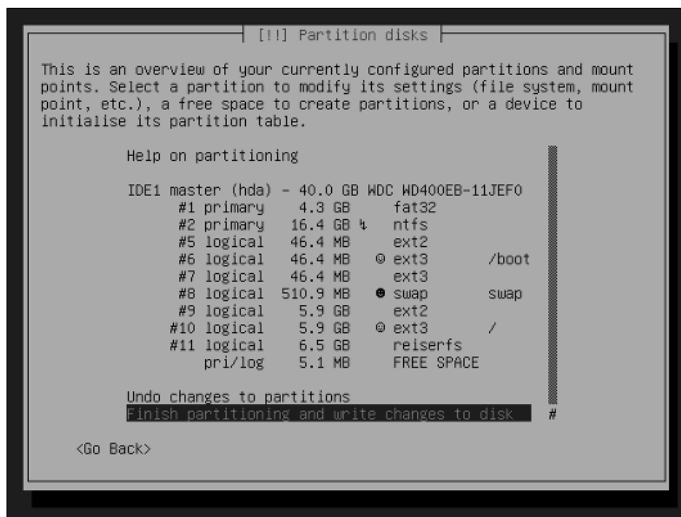 [!!] Partition disks
This is an overview of your currently configured partitions and mount
points. Select a partition to modify its settings (file system, mount
point, etc.), a free space to create partitions, or a device to
initialise its partition table.
Help on partitioning
IDE1 master (hda) - 40.0 GB WDC WD400EB-11JEF0
#1 primary 4.3 GB fat32
#2 primary 16.4 GB ↯ ntfs
#5 logical 46.4 MB ext2
#6 logical 46.4 MB ☺ ext3 /boot
#7 logical 46.4 MB ext3
#8 logical 510.9 MB ☻ swap swap
#9 logical 5.9 GB ext2
#10 logical 5.9 GB ☺ ext3 /
#11 logical 6.5 GB reiserfs
pri/log 5.1 MB FREE SPACE
Undo changes to partitions
Finish partitioning and write changes to disk #
<Go Back>